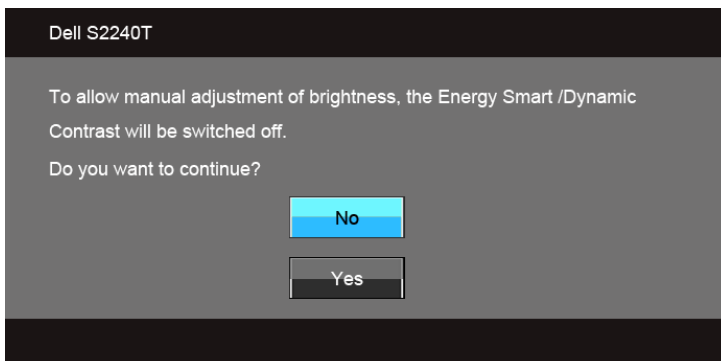 Dell S2240T
To allow manual adjustment of brightness, the Energy Smart /Dynamic
Contrast will be switched off.
Do you want to continue?
No
Yes